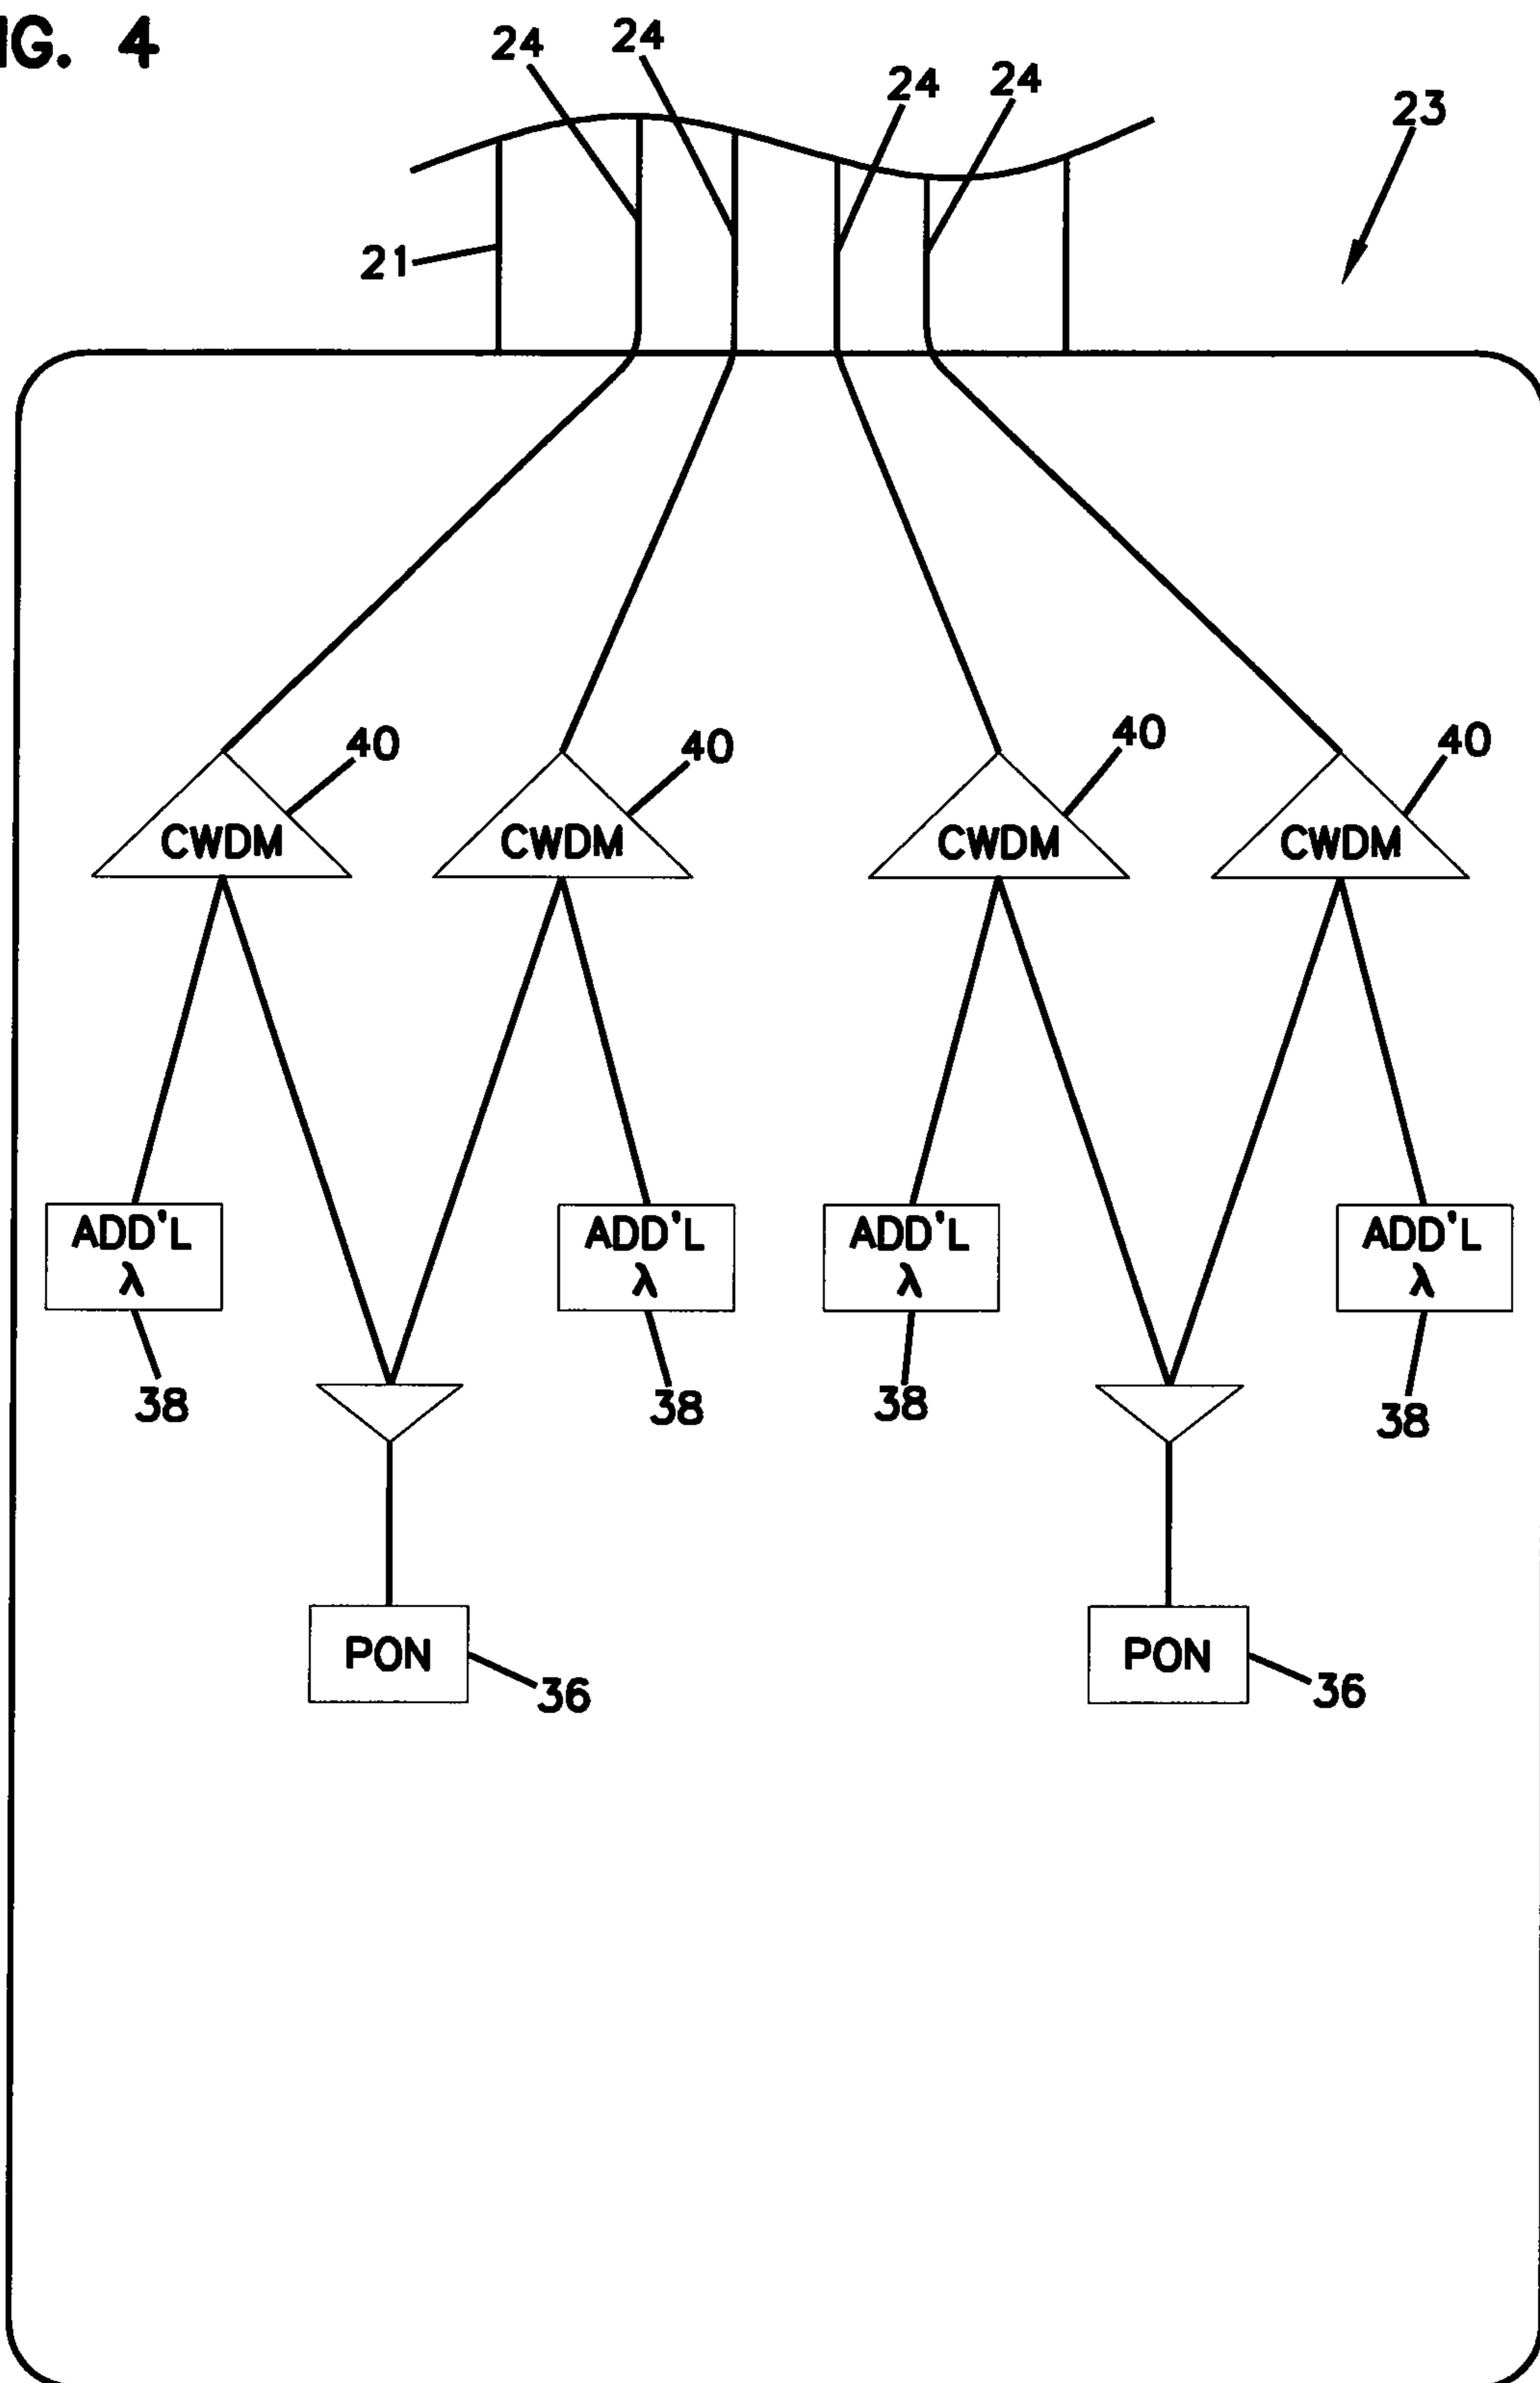 IG. 4
24 24 24 24 23
21
40 40 40 40
CWDM CWDM CWDM CWDM
ADD'L ADD'L ADD'L ADD'L
λ λ λ λ
38 38 38 38
PON PON
36 36